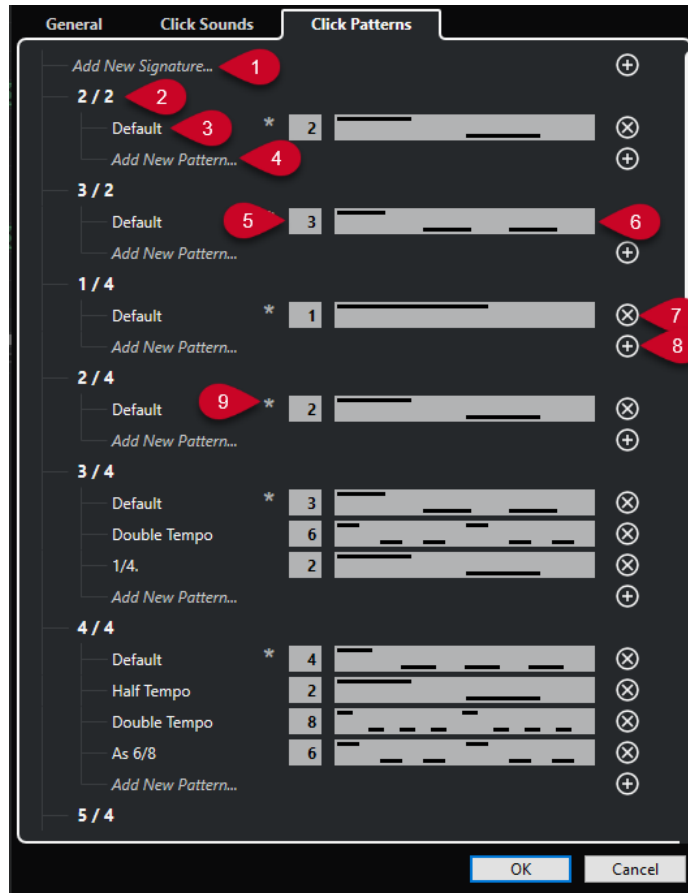 General Click Sounds Click Patterns
Add New Signature... 1
2 / 2 2
Default 3 * 2
Add New Pattern... 4
3 / 2
Default 5 3 6
Add New Pattern...
1 / 4
Default * 1 7
Add New Pattern... 8
2 / 4
Default 9 * 2
Add New Pattern...
3 / 4
Default * 3
Double Tempo 6
1/4. 2
Add New Pattern...
4 / 4
Default * 4
Half Tempo 2
Double Tempo 8
As 6/8 6
Add New Pattern...
5 / 4
OK Cancel